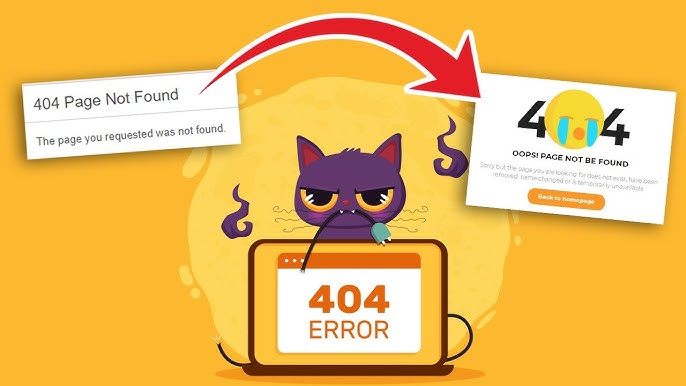 404 Page Not Found
The page you requested was not found.
4 4
OOPS! PAGE NOT BE FOUND
Sorry but the page you are looking for does not exist, have been
removed, name changed or is temporarily unavailable
Back to homepage
404
ERROR